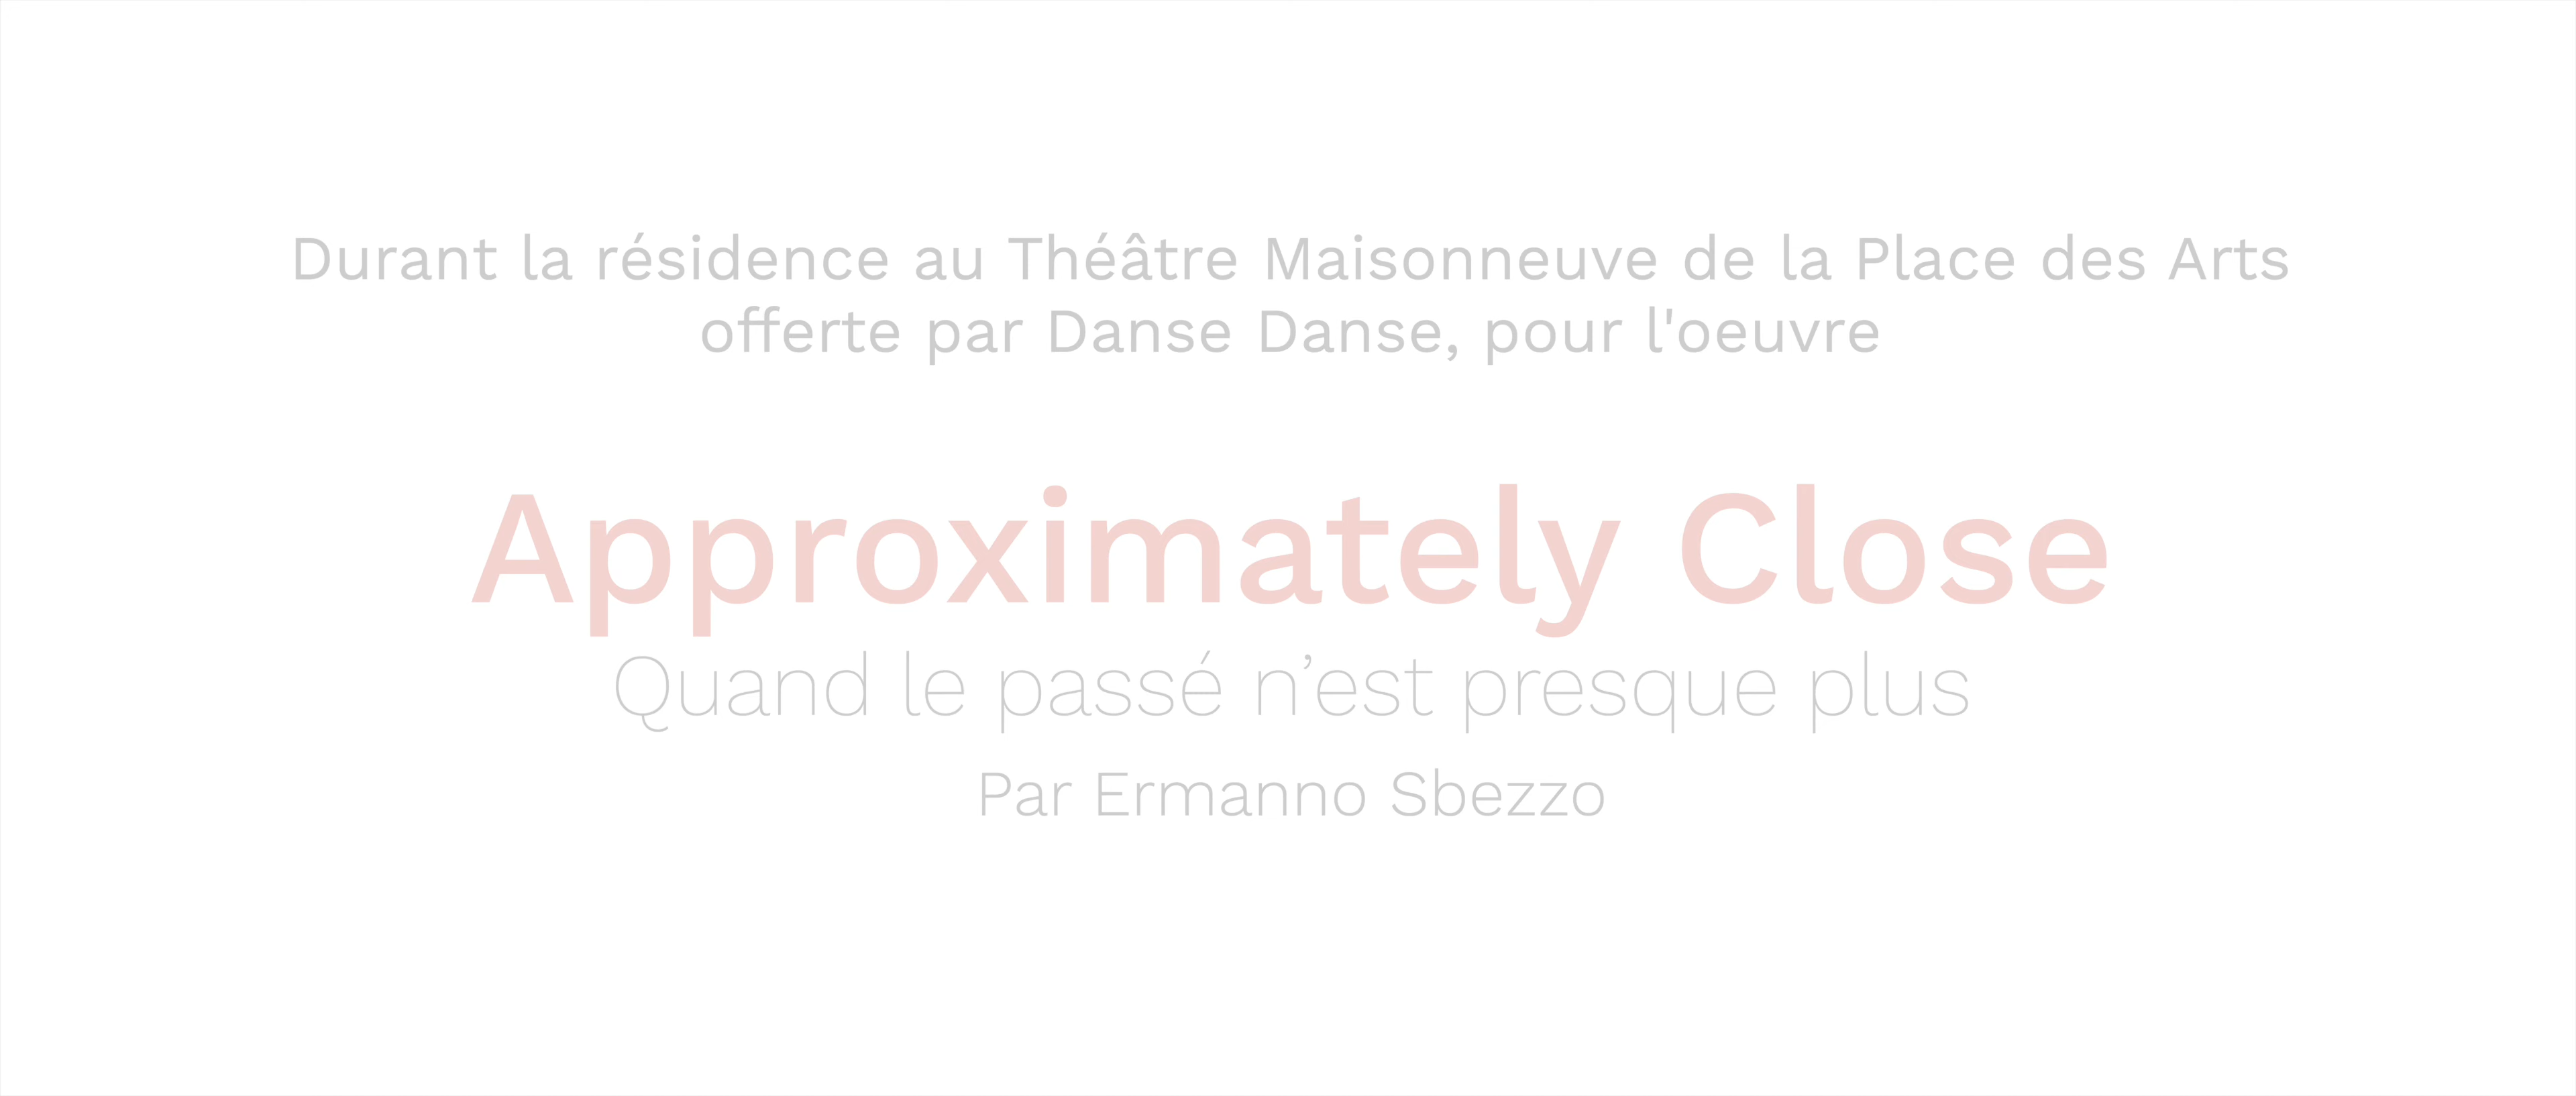 Durant la résidence au Théâtre Maisonneuve de la Place des Arts
offerte par Danse Danse, pour l'oeuvre
Approximately Close
Quand le passé n’est presque plus
Par Ermanno Sbezzo